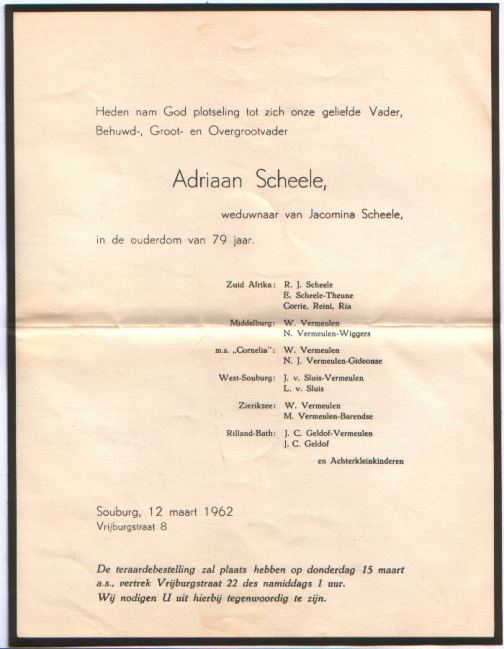 Heden nam God plotseling tot zich onze geliefde Vader,
Behuwd-, Groot- en Overgrootvader
Adriaan Scheele,
weduwnaar van Jacomina Scheele,
in de ouderdom van 79 jaar.
Zuid Afrika: R. J. Scheele
E. Scheele-Theune
Corrie, Reini, Ria
Middelburg: W. Vermeulen
N. Vermeulen-Wiggers
m.s. „Cornelia": W. Vermeulen
N. J. Vermeulen-Gideonse
West-Souburg: J. v. Sluis-Vermeulen
L. v. Sluis
Zierikzee: W. Vermeulen
M. Vermeulen-Barendse
Rilland-Bath: J. C. Geldof-Vermeulen
J. C. Geldof
en Achterkleinkinderen
Souburg, 12 maart 1962
Vrijburgstraat 8
De teraardebestelling zal plaats hebben op donderdag 15 maart
a.s., vertrek Vrijburgstraat 22 des namiddags 1 uur.
Wij nodigen U uit hierbij tegenwoordig te zijn.